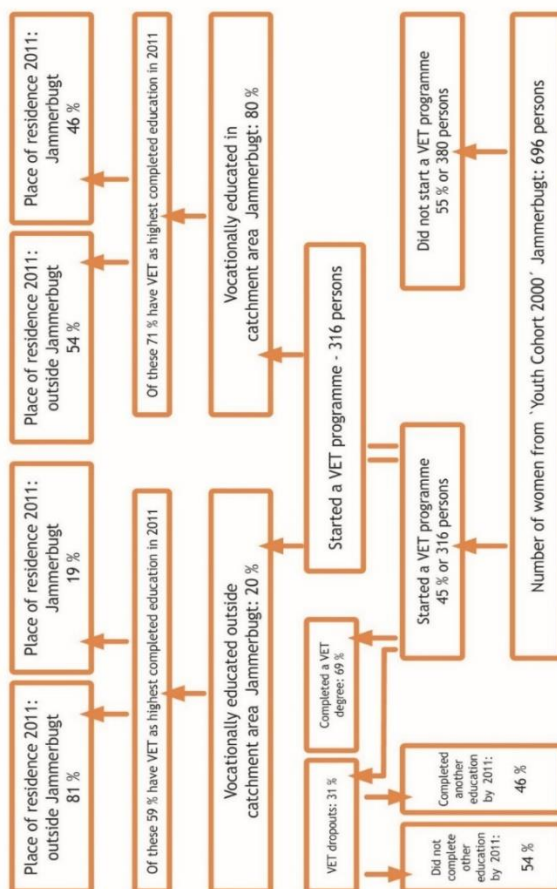 Number of women from `Youth Cohort 2000´ Jammerbugt: 696 persons
Started a VET programme
45 % or 316 persons
Did not start a VET programme
55 % or 380 persons
VET dropouts: 31 %
Completed a VET
degree: 69 %
Did not
complete
other
education
by 2011:
54 %
Completed
another
education
by 2011:
46 %
Started a VET programme - 316 persons
Vocationally educated outside
catchment area Jammerbugt: 20 %
Vocationally educated in
catchment area Jammerbugt: 80 %
Of these 59 % have VET as highest completed education in 2011
Of these 71 % have VET as highest completed education in 2011
Place of residence 2011:
outside Jammerbugt
81 %
Place of residence 2011:
Jammerbugt
19 %
Place of residence 2011:
outside Jammerbugt
54 %
Place of residence 2011:
Jammerbugt
46 %